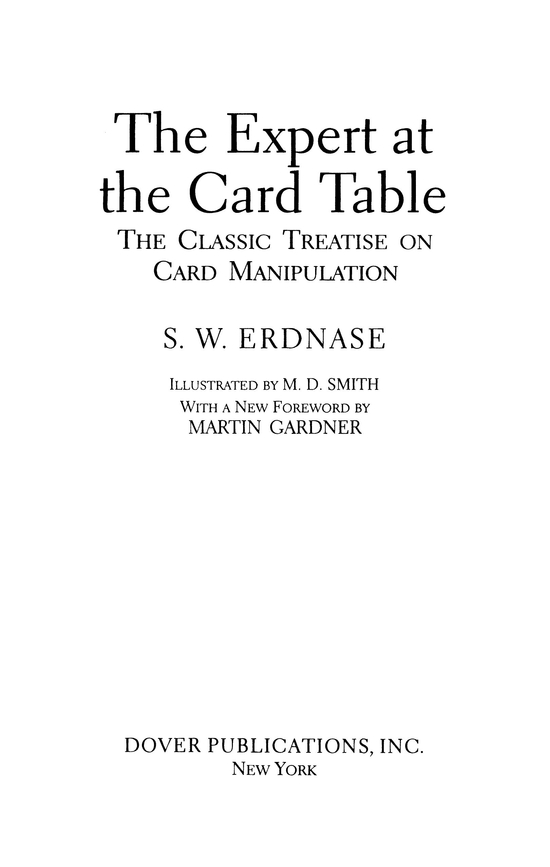 The Expert at
the Card Table
The Classic Treatise on
Card Manipulation
S. W. ERDNASE
Illustrated by M. D. SMITH
With a New Foreword by
MARTIN GARDNER
DOVER PUBLICATIONS, INC.
New York